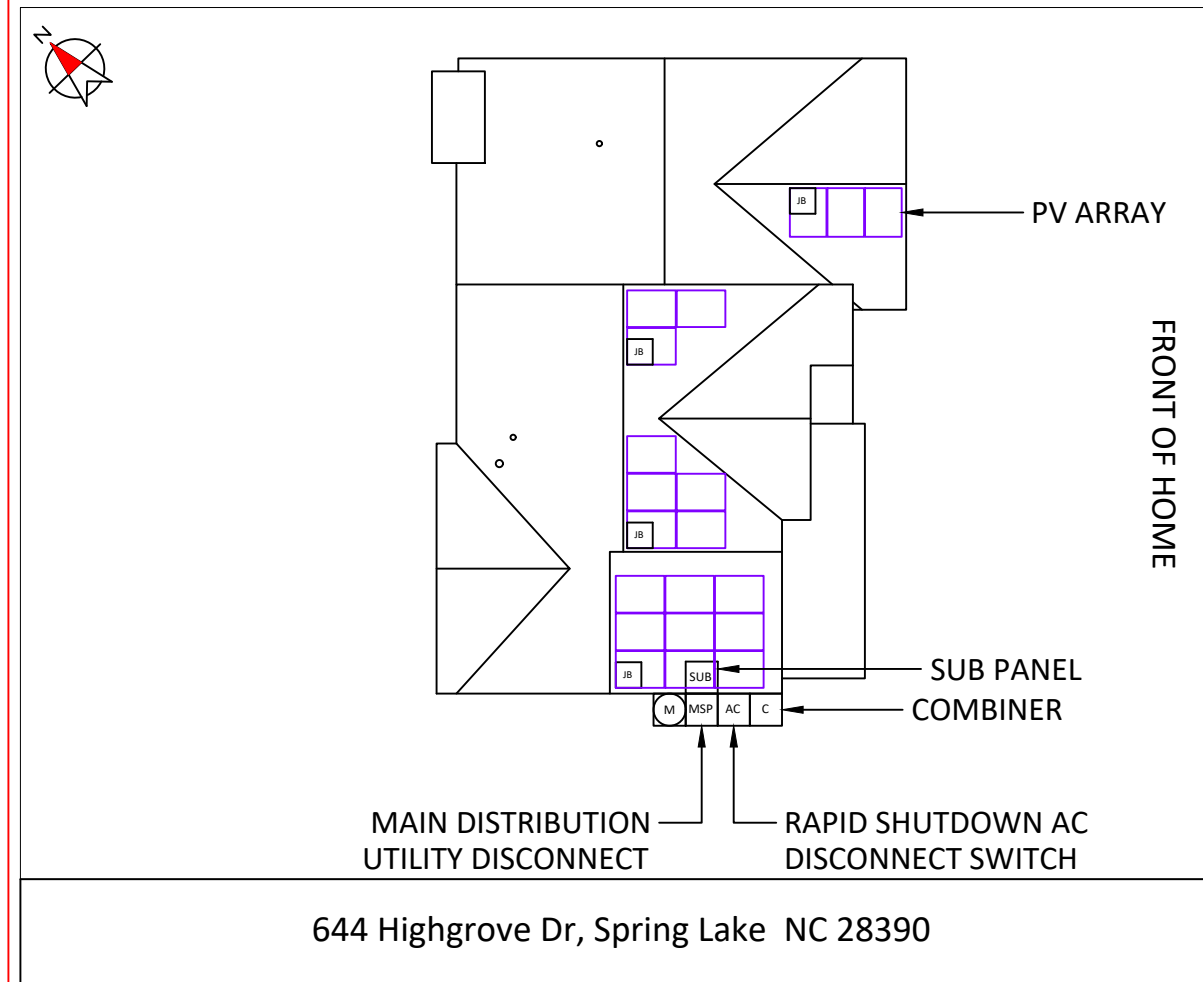 N
JB
PV ARRAY
JB
FRONT OF HOME
JB
JB
SUB
SUB PANEL
M
MSP
AC
C
COMBINER
MAIN DISTRIBUTION
UTILITY DISCONNECT
RAPID SHUTDOWN AC
DISCONNECT SWITCH
644 Highgrove Dr, Spring Lake  NC 28390